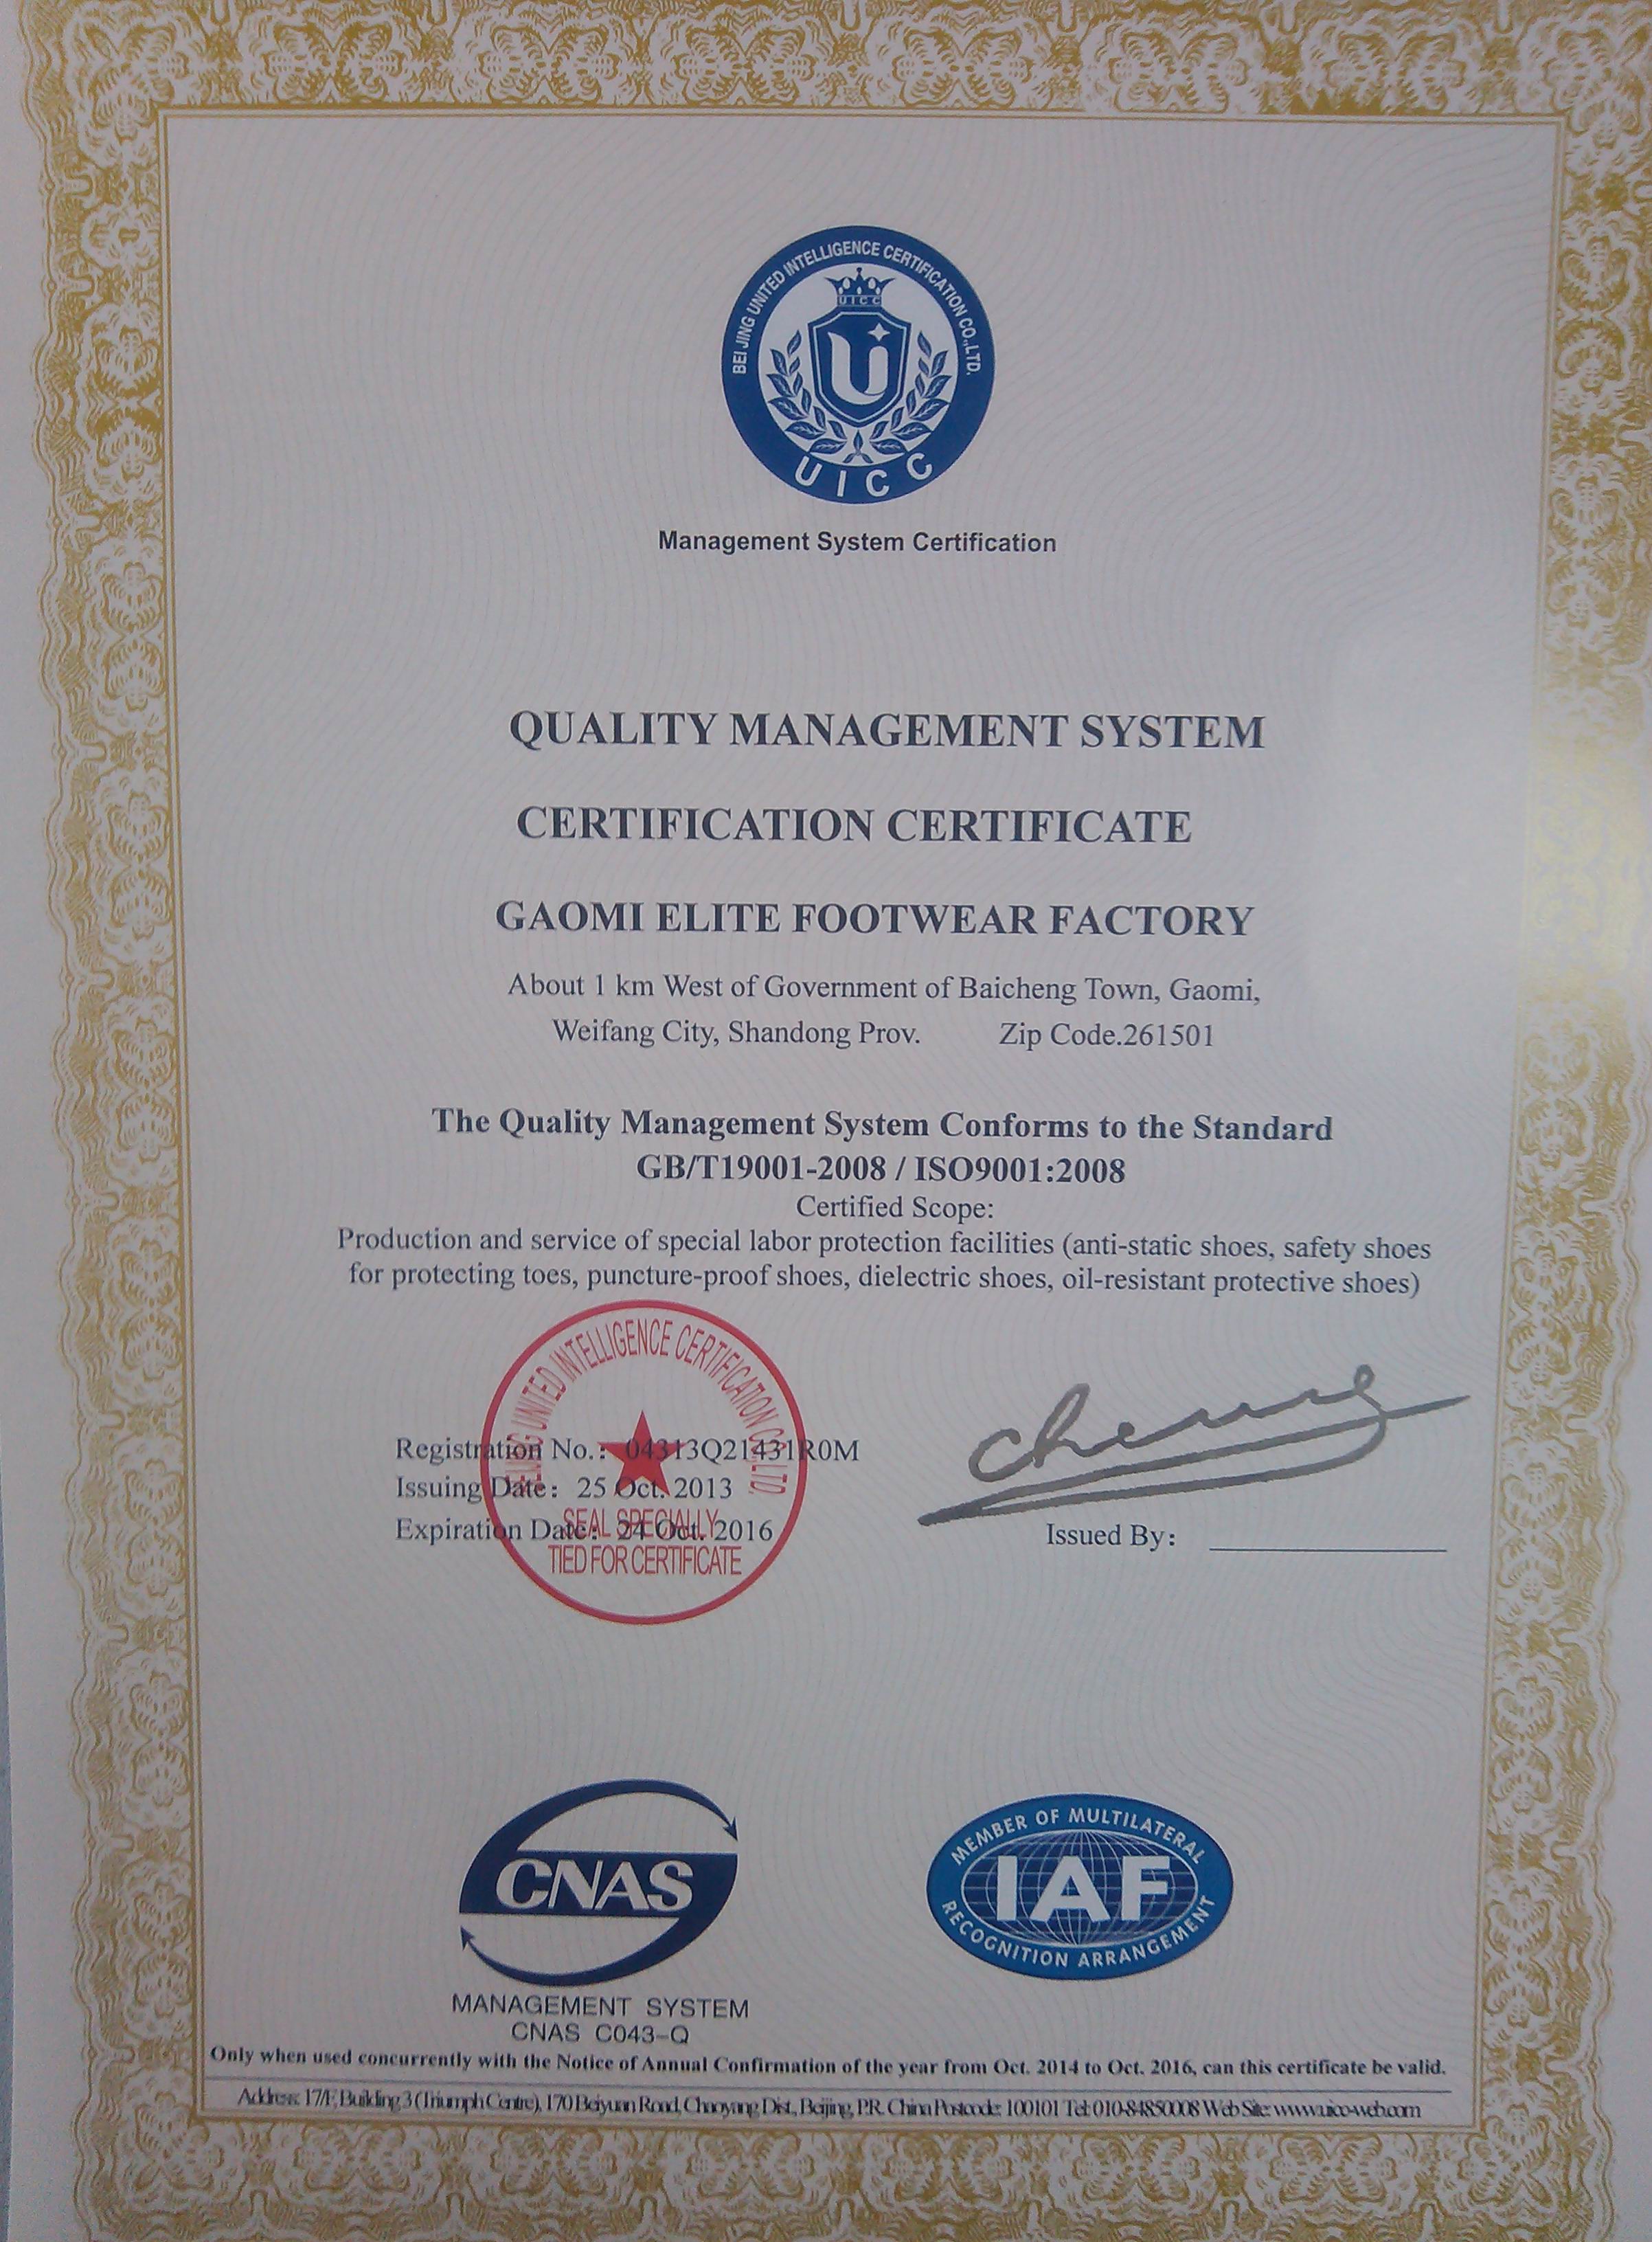 BEI JING UNITED INTELLIGENCE CERTIFICATION CO.,LTD.
UICC
U
UICC
Management System Certification
QUALITY MANAGEMENT SYSTEM
CERTIFICATION CERTIFICATE
GAOMI ELITE FOOTWEAR FACTORY
About 1 km West of Government of Baicheng Town, Gaomi,
Weifang City, Shandong Prov. Zip Code.261501
The Quality Management System Conforms to the Standard
GB/T19001-2008 / ISO9001:2008
Certified Scope:
Production and service of special labor protection facilities (anti-static shoes, safety shoes
for protecting toes, puncture-proof shoes, dielectric shoes, oil-resistant protective shoes)
UNITED INTELLIGENCE CERTIFICATION CO.,LTD.
Registration No.: 04313Q21431R0M
Issuing Date: 25 Oct. 2013
Expiration Date: 24 Oct. 2016
SEAL SPECIALLY
TIED FOR CERTIFICATE
cheung
Issued By:
CNAS
MANAGEMENT SYSTEM
CNAS C043-Q
MEMBER OF MULTILATERAL
IAF
RECOGNITION ARRANGEMENT
Only when used concurrently with the Notice of Annual Confirmation of the year from Oct. 2014 to Oct. 2016, can this certificate be valid.
Address: 17/F, Building 3 (Triumph Centre), 170 Beiyuan Road, Chaoyang Dist., Beijing, P.R. China Postcode: 100101 Tel: 010-84850008 Web Site: www.uicc-web.com